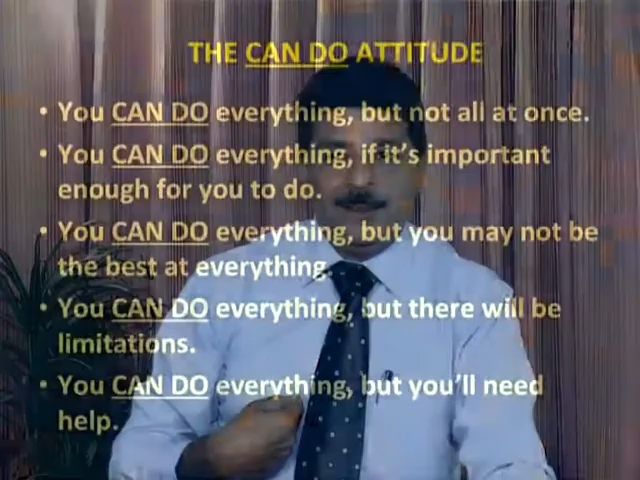 THE CAN DO ATTITUDE
• You CAN DO everything, but not all at once.
• You CAN DO everything, if it's important
enough for you to do.
• You CAN DO everything, but you may not be
the best at everything.
• You CAN DO everything, but there will be
limitations.
• You CAN DO everything, but you'll need
help.